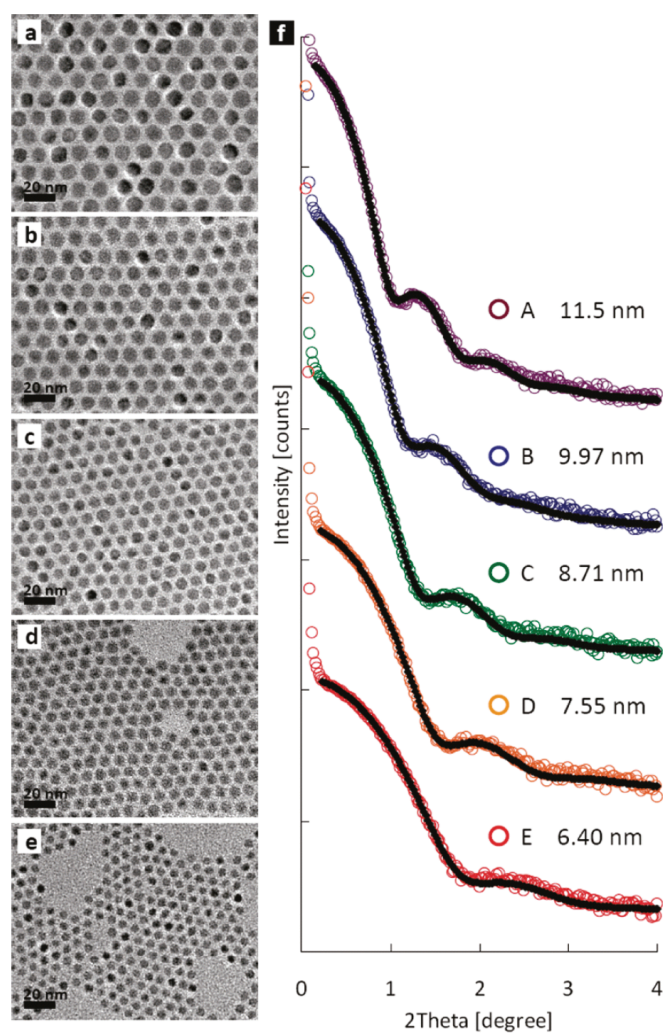 a
20 nm
b
20 nm
c
20 nm
d
20 nm
e
20 nm
f
Intensity [counts]
A 11.5 nm
B 9.97 nm
C 8.71 nm
D 7.55 nm
E 6.40 nm
0 1 2 3 4
2Theta [degree]